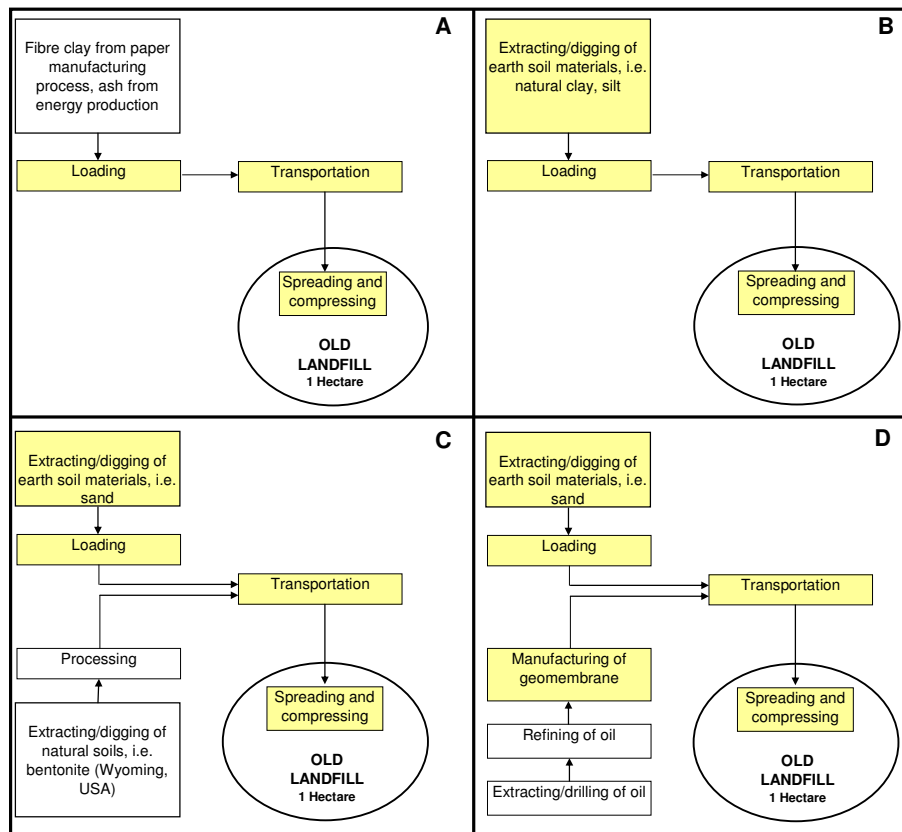 A
Fibre clay from paper
manufacturing
process, ash from
energy production
Loading
Transportation
Spreading and
compressing
OLD
LANDFILL
1 Hectare
B
Extracting/digging of
earth soil materials, i.e.
natural clay, silt
Loading
Transportation
Spreading and
compressing
OLD
LANDFILL
1 Hectare
C
Extracting/digging of
earth soil materials, i.e.
sand
Loading
Transportation
Processing
Extracting/digging of
natural soils, i.e.
bentonite (Wyoming,
USA)
Spreading and
compressing
OLD
LANDFILL
1 Hectare
D
Extracting/digging of
earth soil materials, i.e.
sand
Loading
Transportation
Manufacturing of
geomembrane
Refining of oil
Extracting/drilling of oil
Spreading and
compressing
OLD
LANDFILL
1 Hectare